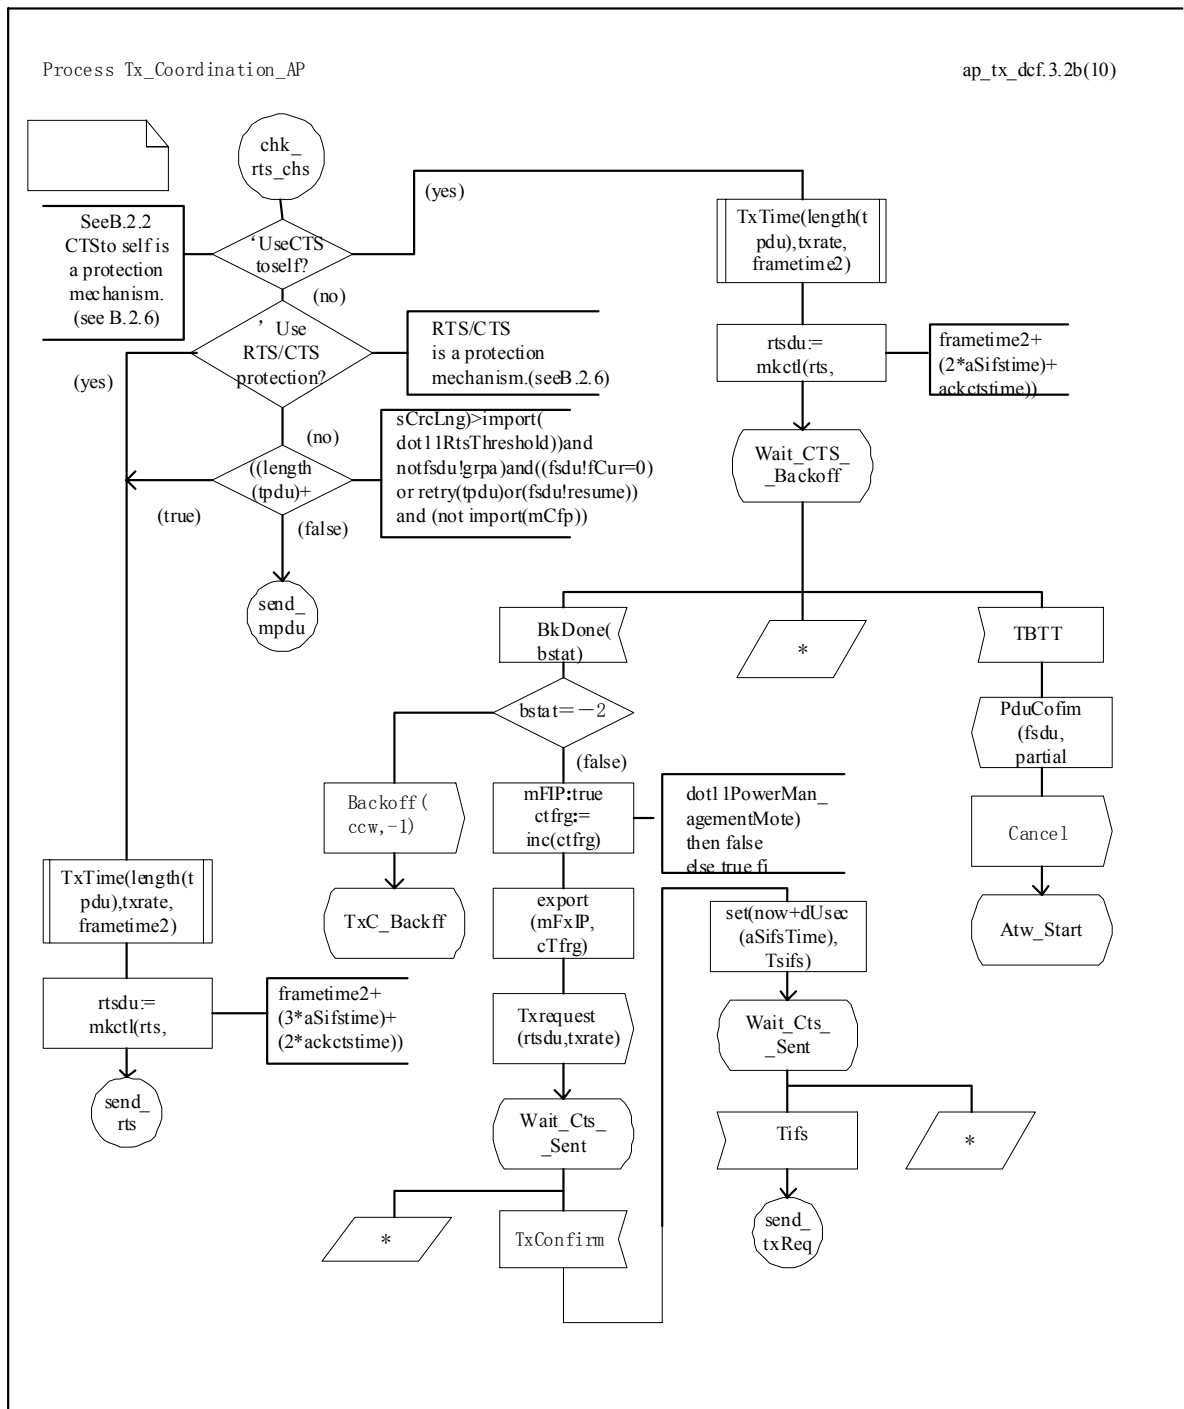 Process Tx_Coordination_AP
ap_tx_dcf.3.2b(10)
chk_
rts_chs
(yes)
SeeB.2.2
CTSto self is
a protection
mechanism.
(see B.2.6)
‘UseCTS
toself?
(no)
TxTime(length(t
pdu),txrate,
frametime2)
’ Use
RTS/CTS
protection?
RTS/CTS
is a protection
mechanism.(seeB.2.6)
(yes)
rtsdu:=
mkctl(rts,
frametime2+
(2*aSifstime)+
ackctstime))
(no)
((length
(tpdu)+
sCrcLng)>import(
dot11RtsThreshold))and
notfsdu!grpa)and((fsdu!fCur=0)
or retry(tpdu)or(fsdu!resume))
and (not import(mCfp))
(true)
(false)
Wait_CTS_
_Backoff
send_
mpdu
BkDone(
bstat)
*
TBTT
bstat=－2
(false)
PduCofim
(fsdu,
partial
Backoff(
ccw,-1)
mFIP:true
ctfrg:=
inc(ctfrg)
dot11PowerMan_
agementMote)
then false
else true fi
Cancel
TxTime(length(t
pdu),txrate,
frametime2)
TxC_Backff
export
(mFxIP,
cTfrg)
set(now+dUsec
(aSifsTime),
Tsifs)
Atw_Start
rtsdu:=
mkctl(rts,
frametime2+
(3*aSifstime)+
(2*ackctstime))
Txrequest
(rtsdu,txrate)
Wait_Cts_
_Sent
send_
rts
Wait_Cts_
_Sent
Tifs
*
*
TxConfirm
send_
txReq